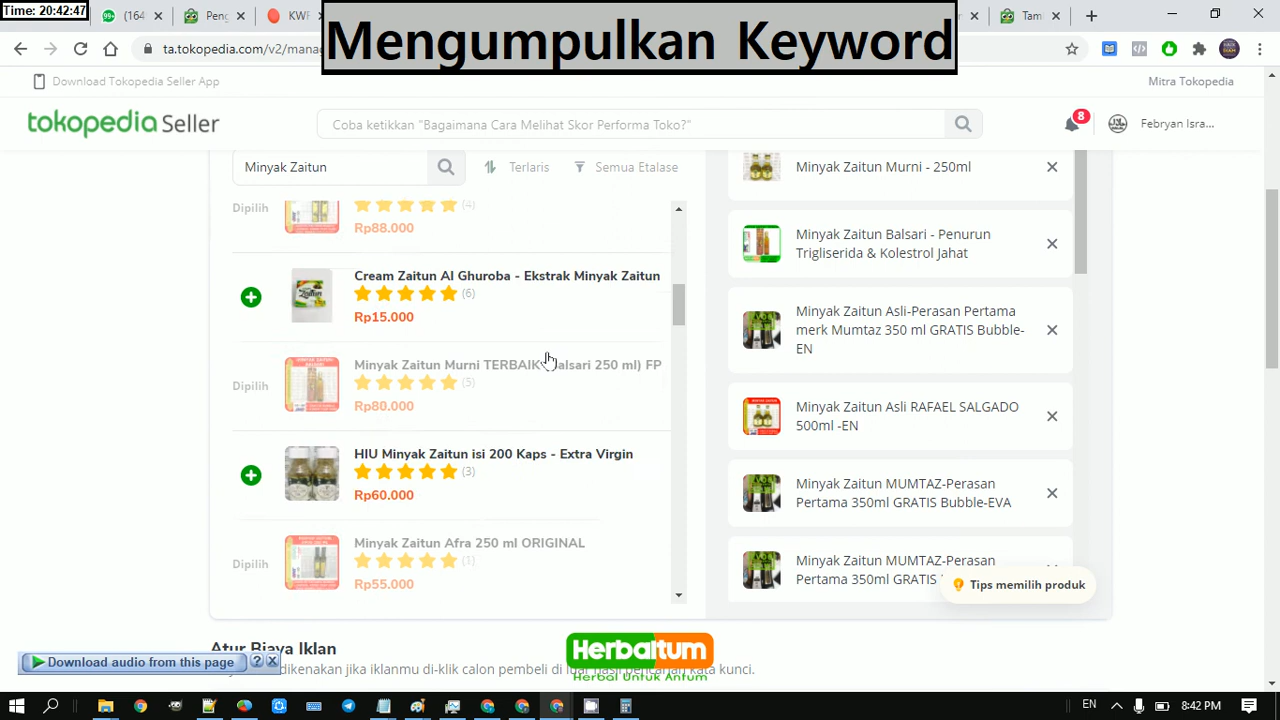 Time: 20:42:47
(164
Peng
KWF
Tam
Mengumpulkan Keyword
ta.tokopedia.com/v2/mana
Download Tokopedia Seller App
Mitra Tokopedia
tokopedia Seller
Coba ketikkan "Bagaimana Cara Melihat Skor Performa Toko?"
8
Febryan Isra...
Minyak Zaitun
Terlaris
Semua Etalase
Dipilih
(4)
Rp88.000
Cream Zaitun Al Ghuroba - Ekstrak Minyak Zaitun
(6)
Rp15.000
Minyak Zaitun Murni TERBAIK (Balsari 250 ml) FP
Dipilih
(5)
Rp80.000
HIU Minyak Zaitun isi 200 Kaps - Extra Virgin
(3)
Rp60.000
Minyak Zaitun Afra 250 ml ORIGINAL
Dipilih
(1)
Rp55.000
Minyak Zaitun Murni - 250ml
Minyak Zaitun Balsari - Penurun
Trigliserida & Kolestrol Jahat
Minyak Zaitun Asli-Perasan Pertama
merk Mumtaz 350 ml GRATIS Bubble-
EN
Minyak Zaitun Asli RAFAEL SALGADO
500ml -EN
Minyak Zaitun MUMTAZ-Perasan
Pertama 350ml GRATIS Bubble-EVA
Minyak Zaitun MUMTAZ-Perasan
Pertama 350ml GRATIS
Tips memilih produk
Atur Biaya Iklan
dikenakan jika iklanmu di-klik calon pembeli di luar hasil pencarian kata kunci.
Herbaltum
Herbal Untuk Antum
Download audio from this page
?
EN
8:42 PM